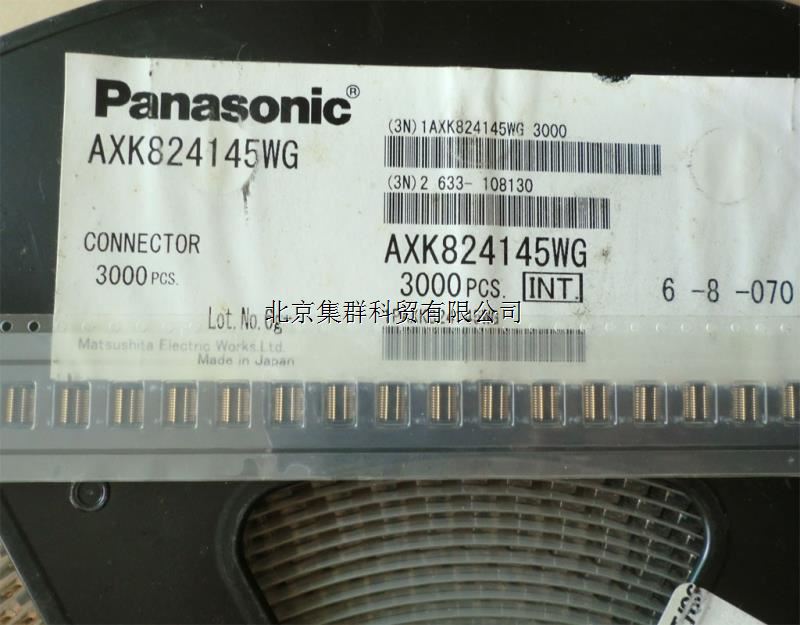 Panasonic®
AXK824145WG
CONNECTOR
3000 PCS.
Lot. No.
Matsushita Electric Works.Ltd.
Made in Japan
(3N)1AXK824145WG 3000
(3N)2 633- 108130
AXK824145WG
3000 PCS. INT.
6 -8 -070
北京集群科贸有限公司